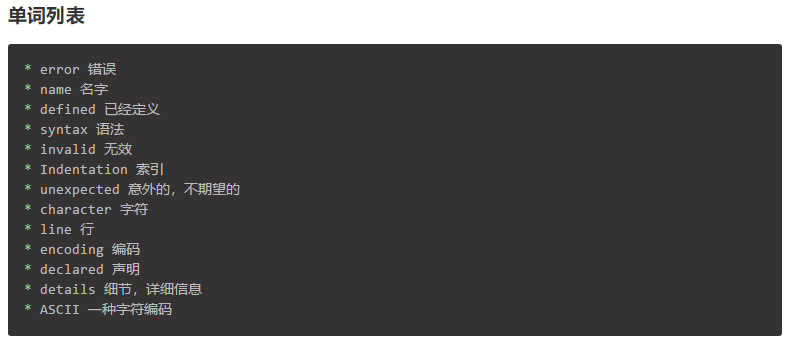 单词列表
* error 错误
* name 名字
* defined 已经定义
* syntax 语法
* invalid 无效
* Indentation 索引
* unexpected 意外的，不期望的
* character 字符
* line 行
* encoding 编码
* declared 声明
* details 细节，详细信息
* ASCII 一种字符编码